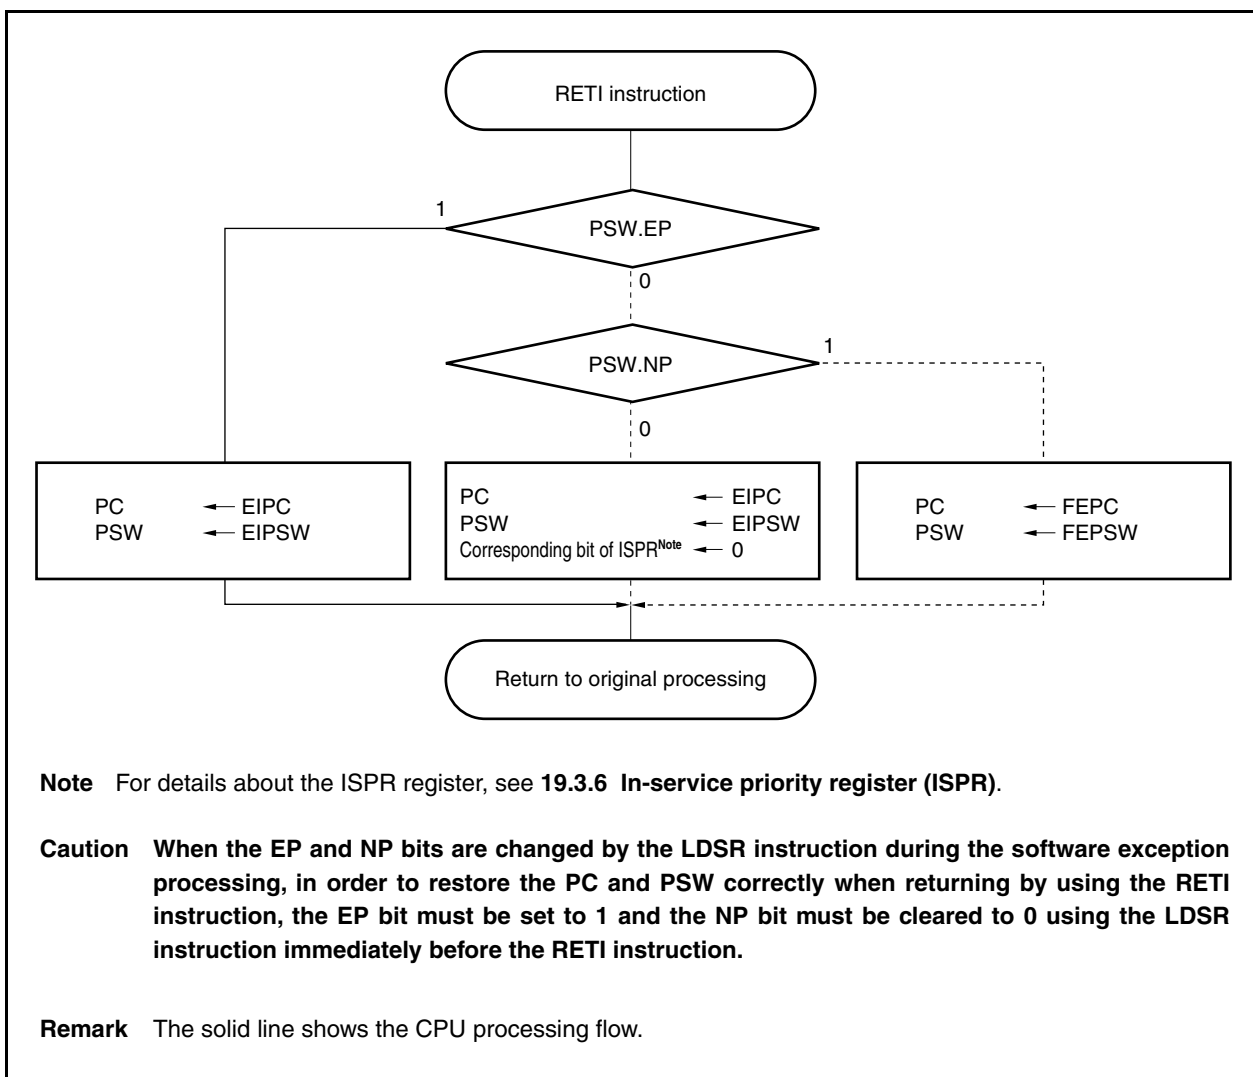 RETI instruction
1
PSW.EP
0
PSW.NP
1
0
PC ← EIPC
PSW ← EIPSW
PC ← EIPC
PSW ← EIPSW
Corresponding bit of ISPRNote ← 0
PC ← FEPC
PSW ← FEPSW
Return to original processing
Note For details about the ISPR register, see 19.3.6 In-service priority register (ISPR).
Caution When the EP and NP bits are changed by the LDSR instruction during the software exception
processing, in order to restore the PC and PSW correctly when returning by using the RETI
instruction, the EP bit must be set to 1 and the NP bit must be cleared to 0 using the LDSR
instruction immediately before the RETI instruction.
Remark The solid line shows the CPU processing flow.